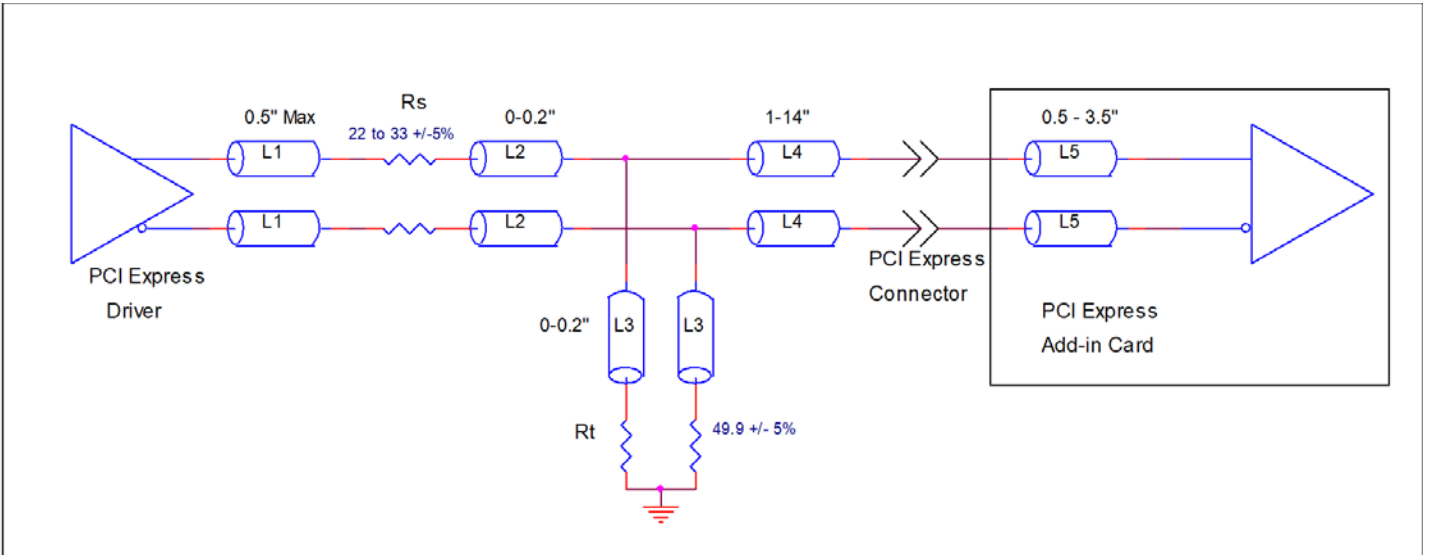 Rs
0.5" Max
22 to 33 +/-5%
0-0.2"
1-14"
0.5 - 3.5"
L1
L2
L4
L5
L1
L2
L4
L5
PCI Express
Driver
PCI Express
Connector
0-0.2"
L3
L3
PCI Express
Add-in Card
Rt
49.9 +/- 5%